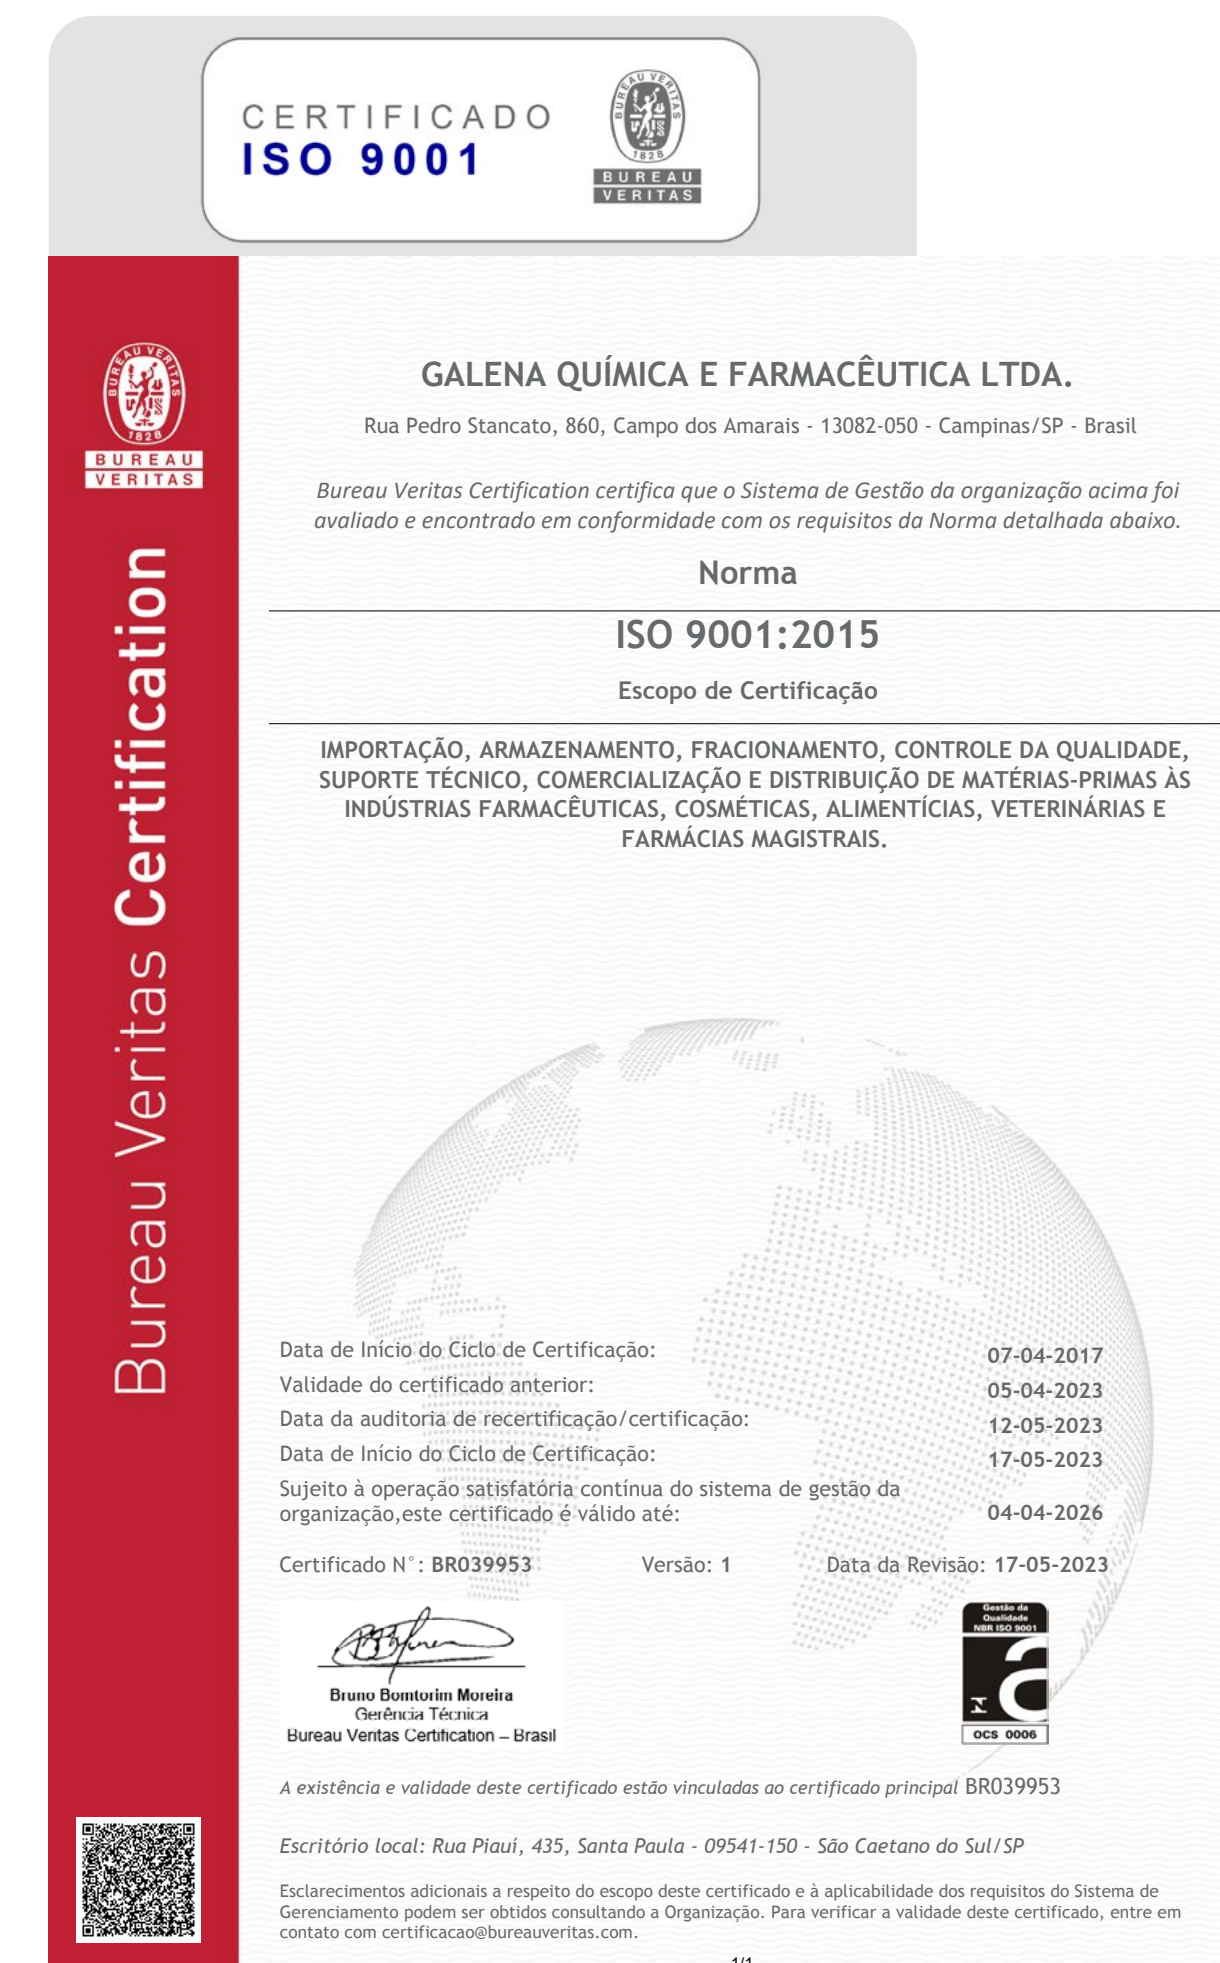 CERTIFICADO
ISO 9001
BUREAU VERITAS
1828
BUREAU
VERITAS
BUREAU VERITAS
1828
BUREAU
VERITAS
Bureau Veritas Certification
GALENA QUÍMICA E FARMACÊUTICA LTDA.
Rua Pedro Stancato, 860, Campo dos Amarais - 13082-050 - Campinas/SP - Brasil
Bureau Veritas Certification certifica que o Sistema de Gestão da organização acima foi
avaliado e encontrado em conformidade com os requisitos da Norma detalhada abaixo.
Norma
ISO 9001:2015
Escopo de Certificação
IMPORTAÇÃO, ARMAZENAMENTO, FRACIONAMENTO, CONTROLE DA QUALIDADE,
SUPORTE TÉCNICO, COMERCIALIZAÇÃO E DISTRIBUIÇÃO DE MATÉRIAS-PRIMAS ÀS
INDÚSTRIAS FARMACÊUTICAS, COSMÉTICAS, ALIMENTÍCIAS, VETERINÁRIAS E
FARMÁCIAS MAGISTRAIS.
Data de Início do Ciclo de Certificação: 07-04-2017
Validade do certificado anterior: 05-04-2023
Data da auditoria de recertificação/certificação: 12-05-2023
Data de Início do Ciclo de Certificação: 17-05-2023
Sujeito à operação satisfatória contínua do sistema de gestão da
organização,este certificado é válido até: 04-04-2026
Certificado N°: BR039953 Versão: 1 Data da Revisão: 17-05-2023
Bruno Bomtorim Moreira
Gerência Técnica
Bureau Veritas Certification – Brasil
Gestão da
Qualidade
NBR ISO 9001
OCS 0006
A existência e validade deste certificado estão vinculadas ao certificado principal BR039953
Escritório local: Rua Piauí, 435, Santa Paula - 09541-150 - São Caetano do Sul/SP
Esclarecimentos adicionais a respeito do escopo deste certificado e à aplicabilidade dos requisitos do Sistema de
Gerenciamento podem ser obtidos consultando a Organização. Para verificar a validade deste certificado, entre em
contato com certificacao@bureauveritas.com.
1/1